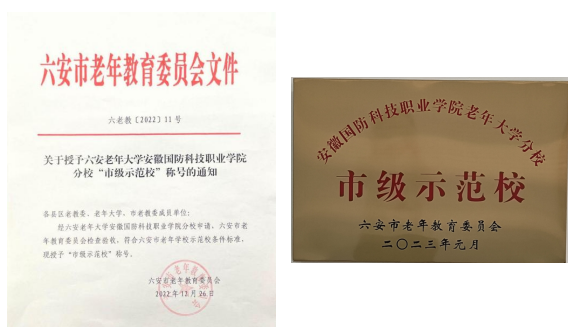 六安市老年教育委员会文件
六老教〔2022〕11号
关于授予六安老年大学安徽国防科技职业学院
分校“市级示范校”称号的通知
各县区老教委、老年大学，市老教委成员单位：
经六安老年大学安徽国防科技职业学院分校申请，六安市老
年教育委员会检查验收，符合六安市老年学校示范校条件标准，
现授予“市级示范校”称号。
六安市老年教育委员会
2022年12月26日
安徽国防科技职业学院老年大学分校
市级示范校
六安市老年教育委员会
二〇二三年元月